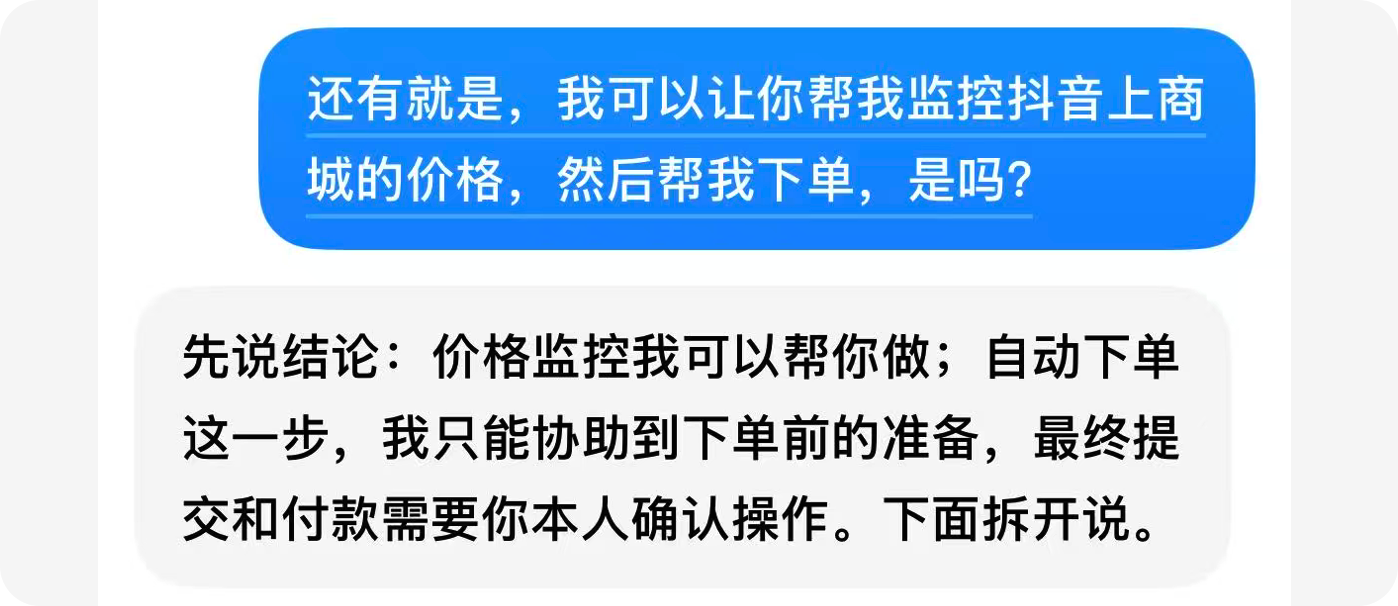 还有就是，我可以让你帮我监控抖音上商
城的价格，然后帮我下单，是吗？
先说结论：价格监控我可以帮你做；自动下单
这一步，我只能协助到下单前的准备，最终提
交和付款需要你本人确认操作。下面拆开说。